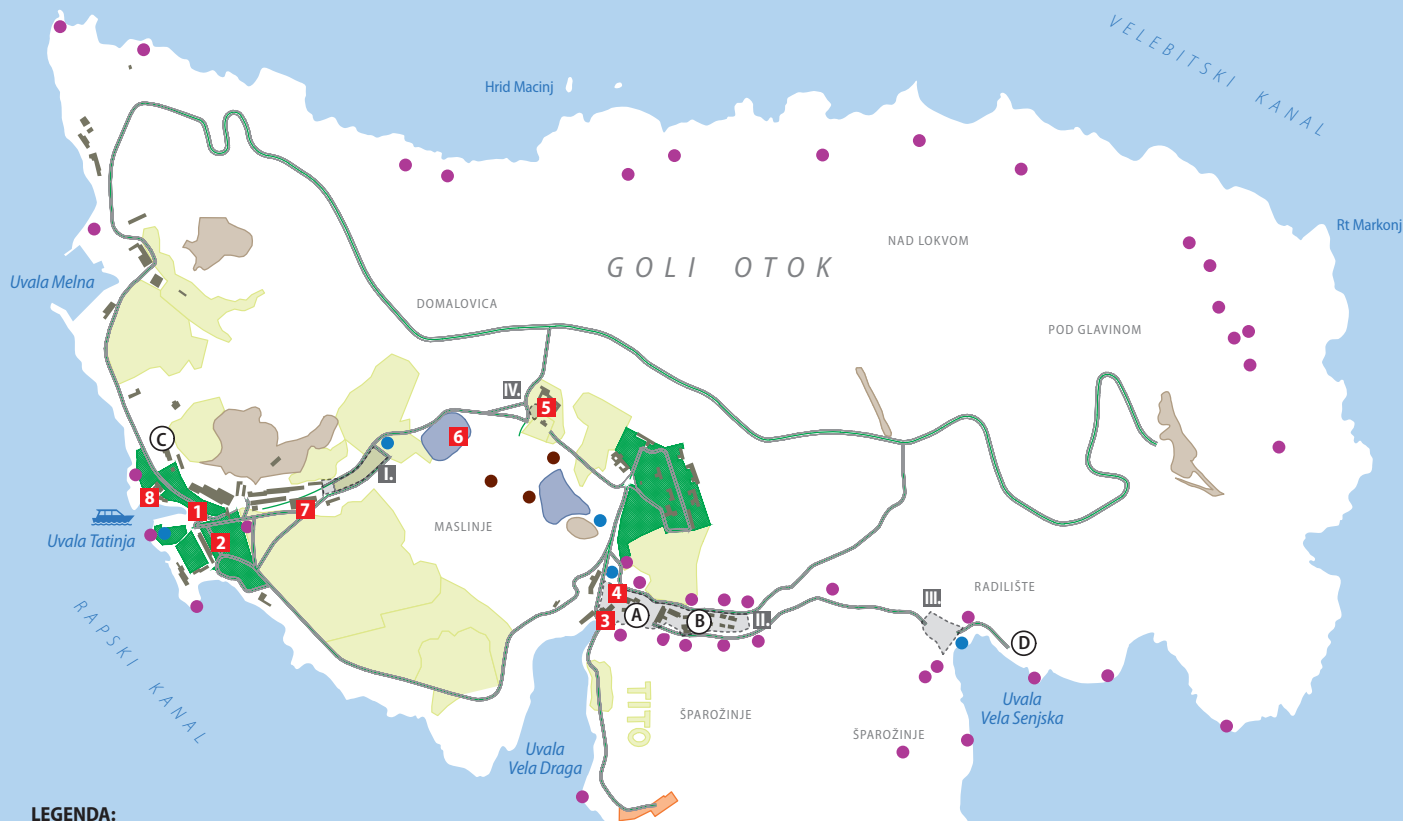 VELEBITSKI KANAL
Hrid Macinj
Rt Markonj
NAD LOKVOM
GOLI OTOK
Uvala Melna
DOMALOVICA
POD GLAVINOM
IV.
5
C
6
I.
8
1
7
MASLINJE
Uvala Tatinja
2
RADILIŠTE
4
III.
3
A
B
II.
D
RAPSKI KANAL
TITO
ŠPAROŽINJE
Uvala
Vela Senjska
ŠPAROŽINJE
Uvala
Vela Draga
LEGENDA: